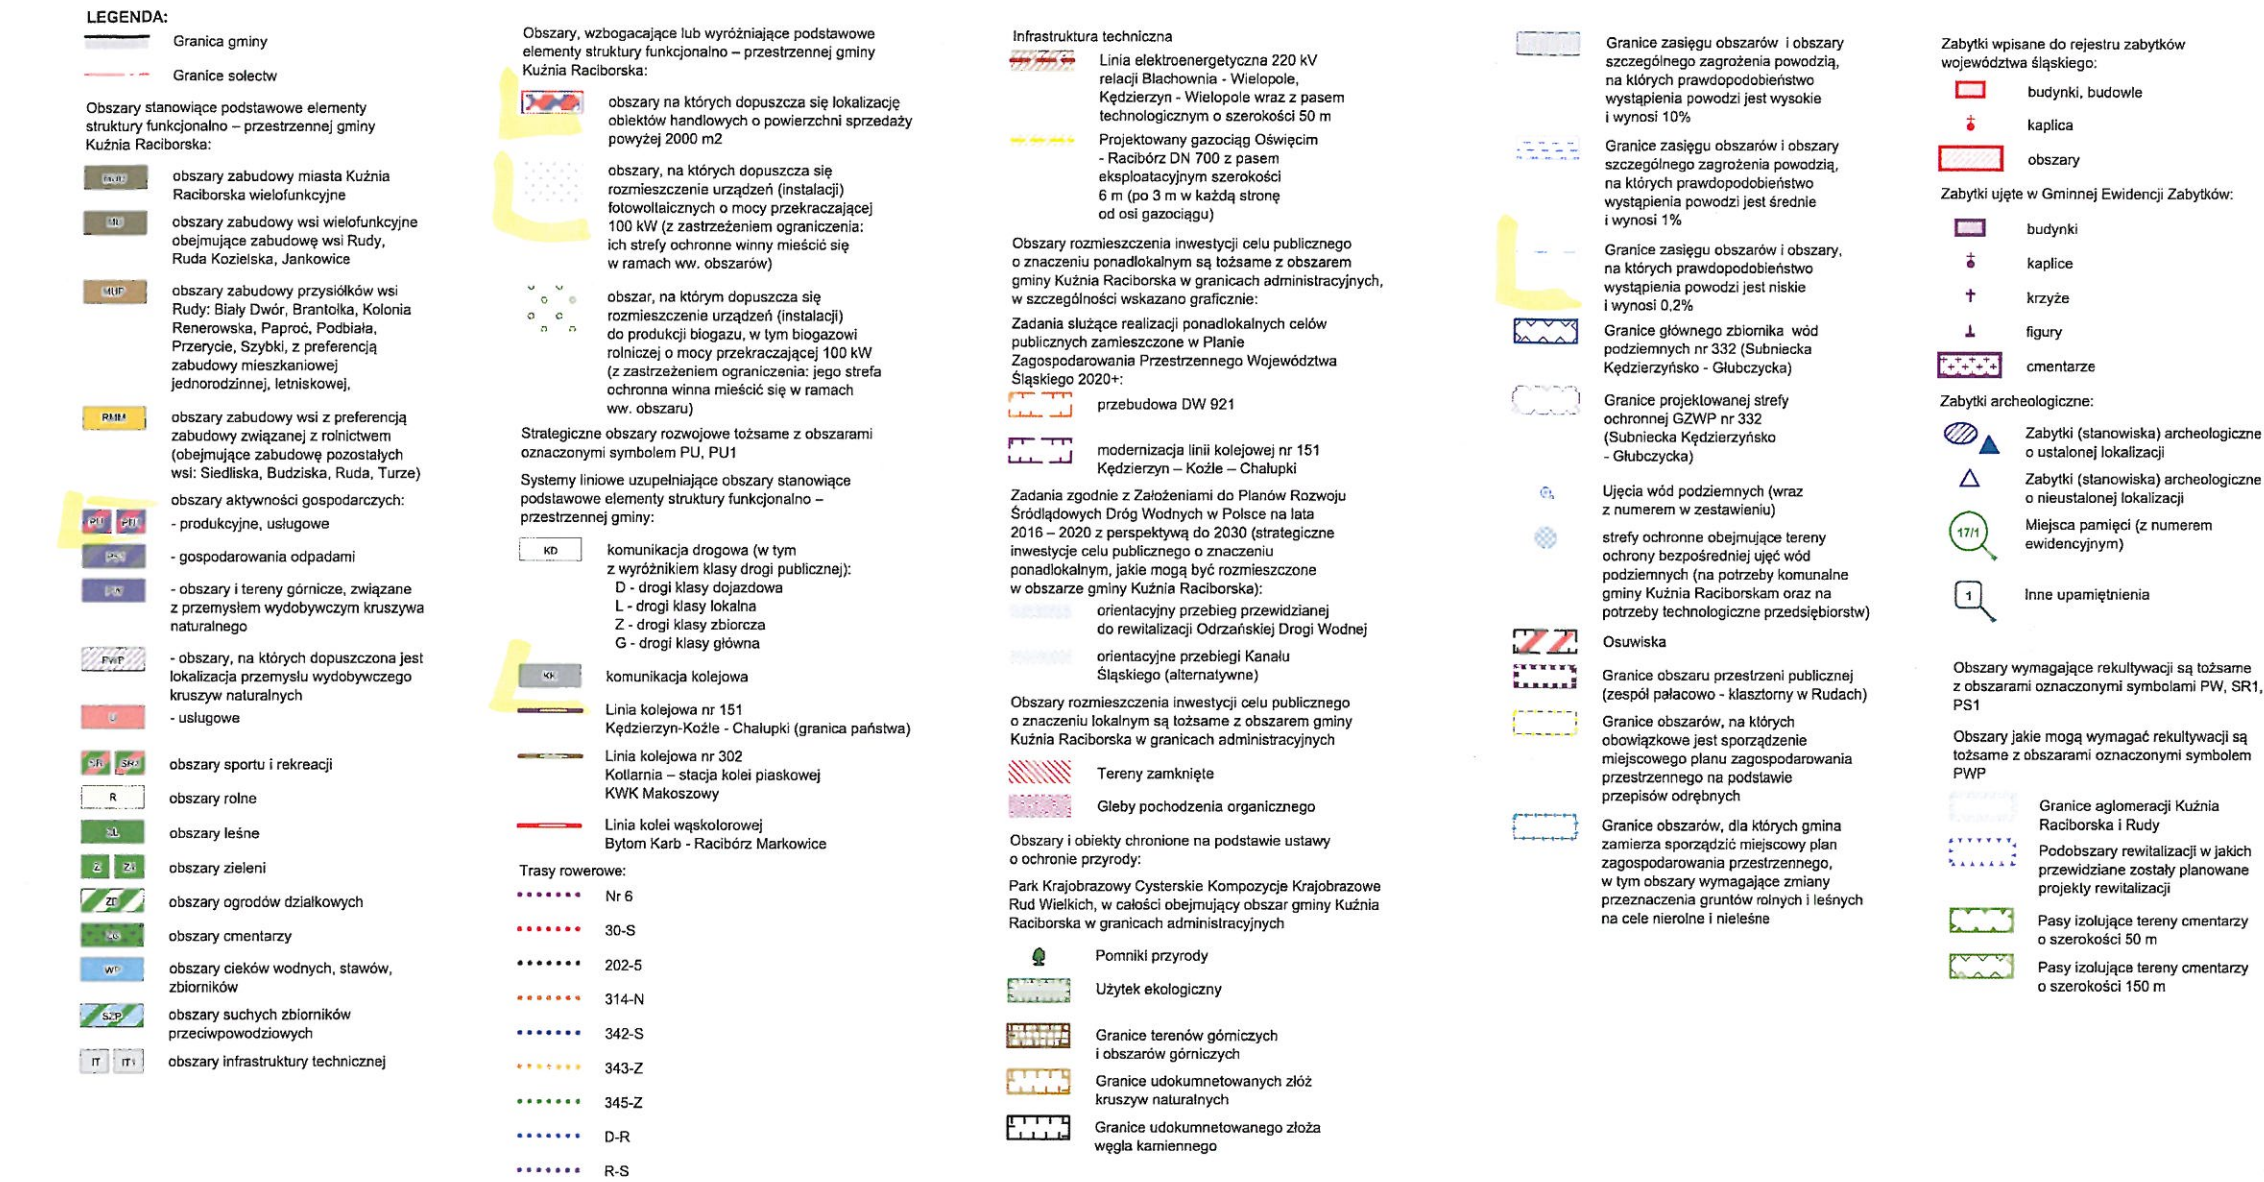 LEGENDA:
Granica gminy
Granice sołectw
Obszary stanowiące podstawowe elementy
struktury funkcjonalno – przestrzennej gminy
Kuźnia Raciborska:
obszary zabudowy miasta Kuźnia
Raciborska wielofunkcyjne
MU
obszary zabudowy wsi wielofunkcyjne
obejmujące zabudowę wsi Rudy,
Ruda Kozielska, Jankowice
MUP
obszary zabudowy przysiółków wsi
Rudy: Biały Dwór, Brantołka, Kolonia
Renerowska, Paproć, Podbiała,
Przerycie, Szybki, z preferencją
zabudowy mieszkaniowej
jednorodzinnej, letniskowej,
RMM
obszary zabudowy wsi z preferencją
zabudowy związanej z rolnictwem
(obejmujące zabudowę pozostałych
wsi: Siedliska, Budziska, Ruda, Turze)
obszary aktywności gospodarczych:
PU
- produkcyjne, usługowe
- gospodarowania odpadami
- obszary i tereny górnicze, związane
z przemysłem wydobywczym kruszywa
naturalnego
PWP
- obszary, na których dopuszczona jest
lokalizacja przemysłu wydobywczego
kruszyw naturalnych
U
- usługowe
SR SR1
obszary sportu i rekreacji
R
obszary rolne
ZL
obszary leśne
Z Z1
obszary zieleni
ZD
obszary ogrodów działkowych
obszary cmentarzy
WP
obszary cieków wodnych, stawów,
zbiorników
SZP
obszary suchych zbiorników
przeciwpowodziowych
IT IT1
obszary infrastruktury technicznej
Obszary, wzbogacające lub wyróżniające podstawowe
elementy struktury funkcjonalno – przestrzennej gminy
Kuźnia Raciborska:
obszary na których dopuszcza się lokalizację
obiektów handlowych o powierzchni sprzedaży
powyżej 2000 m2
obszary, na których dopuszcza się
rozmieszczenie urządzeń (instalacji)
fotowoltaicznych o mocy przekraczającej
100 kW (z zastrzeżeniem ograniczenia:
ich strefy ochronne winny mieścić się
w ramach ww. obszarów)
obszar, na którym dopuszcza się
rozmieszczenie urządzeń (instalacji)
do produkcji biogazu, w tym biogazowi
rolniczej o mocy przekraczającej 100 kW
(z zastrzeżeniem ograniczenia: jego strefa
ochronna winna mieścić się w ramach
ww. obszaru)
Strategiczne obszary rozwojowe tożsame z obszarami
oznaczonymi symbolem PU, PU1
Systemy liniowe uzupełniające obszary stanowiące
podstawowe elementy struktury funkcjonalno –
przestrzennej gminy:
KD
komunikacja drogowa (w tym
z wyróżnikiem klasy drogi publicznej):
D - drogi klasy dojazdowa
L - drogi klasy lokalna
Z - drogi klasy zbiorcza
G - drogi klasy główna
KK
komunikacja kolejowa
Linia kolejowa nr 151
Kędzierzyn-Koźle - Chałupki (granica państwa)
Linia kolejowa nr 302
Kotlarnia – stacja kolei piaskowej
KWK Makoszowy
Linia kolei wąskolorowej
Bytom Karb - Racibórz Markowice
Trasy rowerowe:
Nr 6
30-S
202-5
314-N
342-S
343-Z
345-Z
D-R
R-S
Infrastruktura techniczna
Linia elektroenergetyczna 220 kV
relacji Blachownia - Wielopole,
Kędzierzyn - Wielopole wraz z pasem
technologicznym o szerokości 50 m
Projektowany gazociąg Oświęcim
- Racibórz DN 700 z pasem
eksploatacyjnym szerokości
6 m (po 3 m w każdą stronę
od osi gazociągu)
Obszary rozmieszczenia inwestycji celu publicznego
o znaczeniu ponadlokalnym są tożsame z obszarem
gminy Kuźnia Raciborska w granicach administracyjnych,
w szczególności wskazano graficznie:
Zadania służące realizacji ponadlokalnych celów
publicznych zamieszczone w Planie
Zagospodarowania Przestrzennego Województwa
Śląskiego 2020+:
przebudowa DW 921
modernizacja linii kolejowej nr 151
Kędzierzyn – Koźle – Chałupki
Zadania zgodnie z Założeniami do Planów Rozwoju
Śródlądowych Dróg Wodnych w Polsce na lata
2016 – 2020 z perspektywą do 2030 (strategiczne
inwestycje celu publicznego o znaczeniu
ponadlokalnym, jakie mogą być rozmieszczone
w obszarze gminy Kuźnia Raciborska):
orientacyjny przebieg przewidzianej
do rewitalizacji Odrzańskiej Drogi Wodnej
orientacyjne przebiegi Kanału
Śląskiego (alternatywne)
Obszary rozmieszczenia inwestycji celu publicznego
o znaczeniu lokalnym są tożsame z obszarem gminy
Kuźnia Raciborska w granicach administracyjnych
Tereny zamknięte
Gleby pochodzenia organicznego
Obszary i obiekty chronione na podstawie ustawy
o ochronie przyrody:
Park Krajobrazowy Cysterskie Kompozycje Krajobrazowe
Rud Wielkich, w całości obejmujący obszar gminy Kuźnia
Raciborska w granicach administracyjnych
Pomniki przyrody
Użytek ekologiczny
Granice terenów górniczych
i obszarów górniczych
Granice udokumnetowanych złóż
kruszyw naturalnych
Granice udokumnetowanego złoża
węgla kamiennego
Granice zasięgu obszarów i obszary
szczególnego zagrożenia powodzią,
na których prawdopodobieństwo
wystąpienia powodzi jest wysokie
i wynosi 10%
Granice zasięgu obszarów i obszary
szczególnego zagrożenia powodzią,
na których prawdopodobieństwo
wystąpienia powodzi jest średnie
i wynosi 1%
Granice zasięgu obszarów i obszary,
na których prawdopodobieństwo
wystąpienia powodzi jest niskie
i wynosi 0,2%
Granice głównego zbiornika wód
podziemnych nr 332 (Subniecka
Kędzierzyńsko - Głubczycka)
Granice projektowanej strefy
ochronnej GZWP nr 332
(Subniecka Kędzierzyńsko
- Głubczycka)
Ujęcia wód podziemnych (wraz
z numerem w zestawieniu)
strefy ochronne obejmujące tereny
ochrony bezpośredniej ujęć wód
podziemnych (na potrzeby komunalne
gminy Kuźnia Raciborskam oraz na
potrzeby technologiczne przedsiębiorstw)
Osuwiska
Granice obszaru przestrzeni publicznej
(zespół pałacowo - klasztorny w Rudach)
Granice obszarów, na których
obowiązkowe jest sporządzenie
miejscowego planu zagospodarowania
przestrzennego na podstawie
przepisów odrębnych
Granice obszarów, dla których gmina
zamierza sporządzić miejscowy plan
zagospodarowania przestrzennego,
w tym obszary wymagające zmiany
przeznaczenia gruntów rolnych i leśnych
na cele nierolne i nieleśne
Zabytki wpisane do rejestru zabytków
województwa śląskiego:
budynki, budowle
kaplica
obszary
Zabytki ujęte w Gminnej Ewidencji Zabytków:
budynki
kaplice
krzyże
figury
cmentarze
Zabytki archeologiczne:
Zabytki (stanowiska) archeologiczne
o ustalonej lokalizacji
Zabytki (stanowiska) archeologiczne
o nieustalonej lokalizacji
17/1
Miejsca pamięci (z numerem
ewidencyjnym)
1
Inne upamiętnienia
Obszary wymagające rekultywacji są tożsame
z obszarami oznaczonymi symbolami PW, SR1,
PS1
Obszary jakie mogą wymagać rekultywacji są
tożsame z obszarami oznaczonymi symbolem
PWP
Granice aglomeracji Kuźnia
Raciborska i Rudy
Podobszary rewitalizacji w jakich
przewidziane zostały planowane
projekly rewitalizacji
Pasy izolujące tereny cmentarzy
o szerokości 50 m
Pasy izolujące tereny cmentarzy
o szerokości 150 m